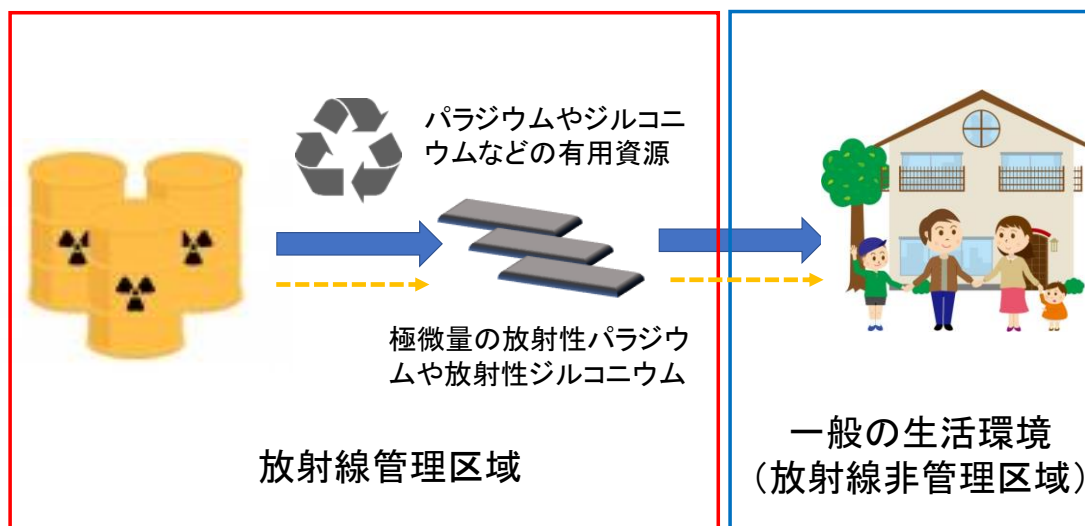 パラジウムやジルコニ
ウムなどの有用資源
極微量の放射性パラジウ
ムや放射性ジルコニウム
放射線管理区域
一般の生活環境
（放射線非管理区域）